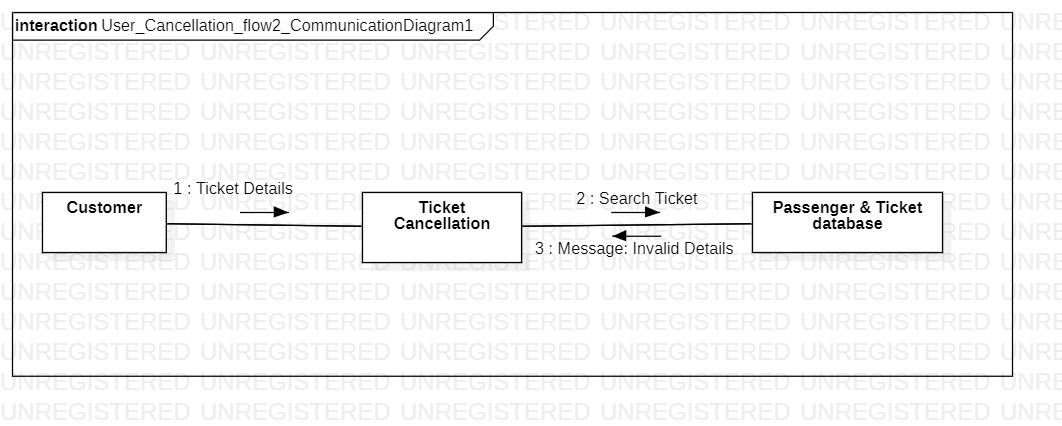 interaction User_Cancellation_flow2_CommunicationDiagram1
1 : Ticket Details
2 : Search Ticket
Customer
Ticket
Cancellation
Passenger & Ticket
database
3 : Message: Invalid Details
UNREGISTERED UNREGISTERED UNREGISTERED UNREGISTERED UNREGISTERED